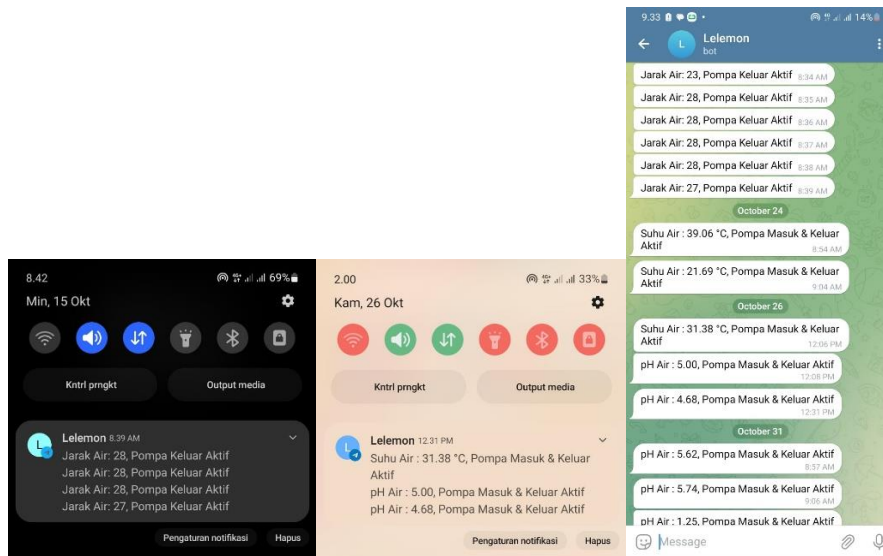 8.42
69%
Min, 15 Okt
Kntrl prngkt
Output media
Lelemon 8.39 AM
Jarak Air: 28, Pompa Keluar Aktif
Jarak Air: 28, Pompa Keluar Aktif
Jarak Air: 28, Pompa Keluar Aktif
Jarak Air: 27, Pompa Keluar Aktif
Pengaturan notifikasi
Hapus
2.00
33%
Kam, 26 Okt
Kntrl prngkt
Output media
Lelemon 12.31 PM
Suhu Air : 31.38 °C, Pompa Masuk & Keluar
Aktif
pH Air : 5.00, Pompa Masuk & Keluar Aktif
pH Air : 4.68, Pompa Masuk & Keluar Aktif
Pengaturan notifikasi
Hapus
9.33
14%
L
Lelemon
bot
Jarak Air: 23, Pompa Keluar Aktif 8:34 AM
Jarak Air: 28, Pompa Keluar Aktif 8:35 AM
Jarak Air: 28, Pompa Keluar Aktif 8:36 AM
Jarak Air: 28, Pompa Keluar Aktif 8:37 AM
Jarak Air: 28, Pompa Keluar Aktif 8:38 AM
Jarak Air: 27, Pompa Keluar Aktif 8:39 AM
October 24
Suhu Air : 39.06 °C, Pompa Masuk & Keluar
Aktif 8:54 AM
Suhu Air : 21.69 °C, Pompa Masuk & Keluar
Aktif 9:04 AM
October 26
Suhu Air : 31.38 °C, Pompa Masuk & Keluar
Aktif 12:06 PM
pH Air : 5.00, Pompa Masuk & Keluar Aktif
12:08 PM
pH Air : 4.68, Pompa Masuk & Keluar Aktif
12:31 PM
October 31
pH Air : 5.62, Pompa Masuk & Keluar Aktif
8:57 AM
pH Air : 5.74, Pompa Masuk & Keluar Aktif
9:06 AM
pH Air : 1.25, Pompa Masuk & Keluar Aktif
Message